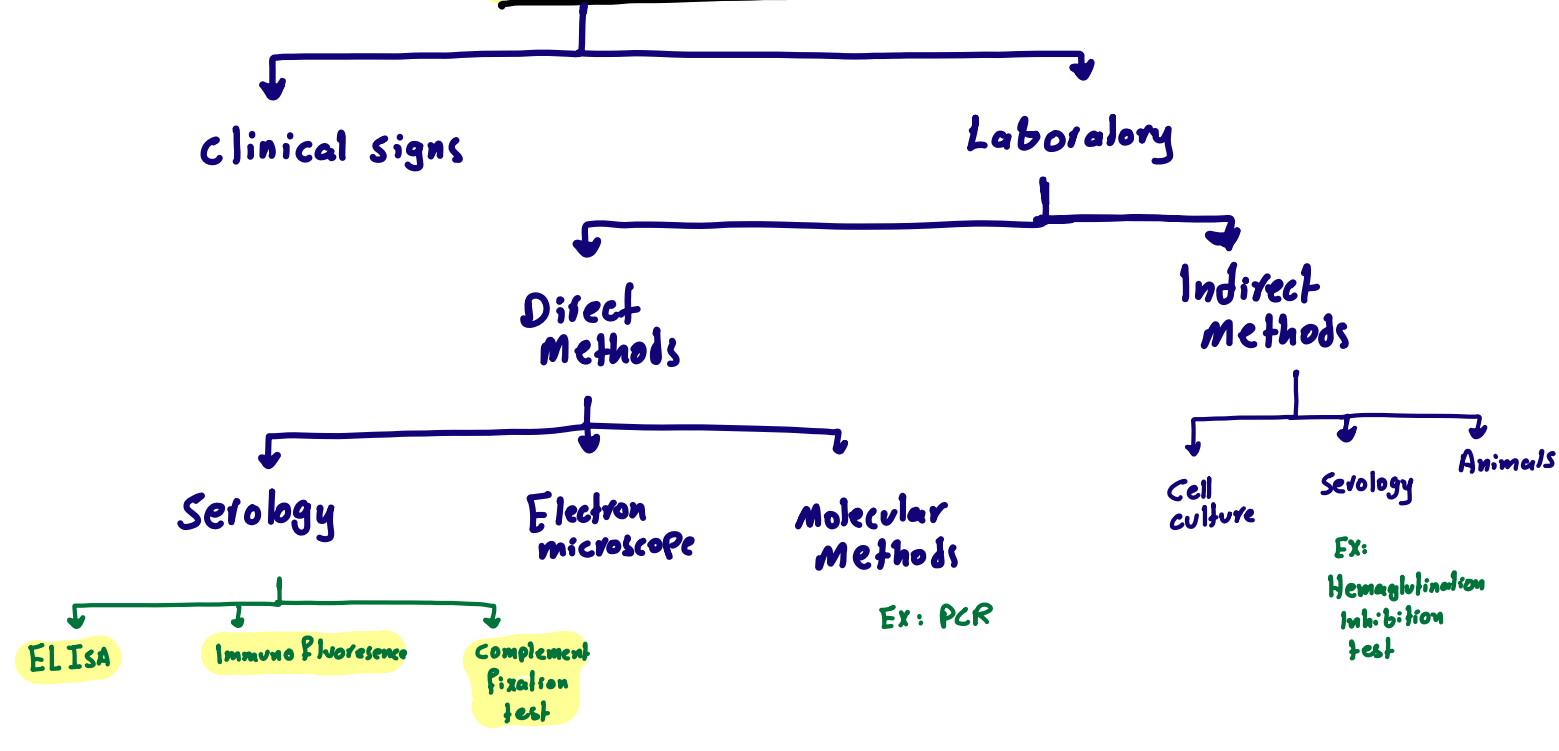 Clinical signs
Laboratory
Direct
Methods
Indirect
Methods
Serology
Electron
microscope
Molecular
Methods
Ex: PCR
Cell
culture
Serology
Animals
Ex:
Hemaglutination
Inhibition
test
ELISA
Immuno fluoresence
Complement
fixation
test